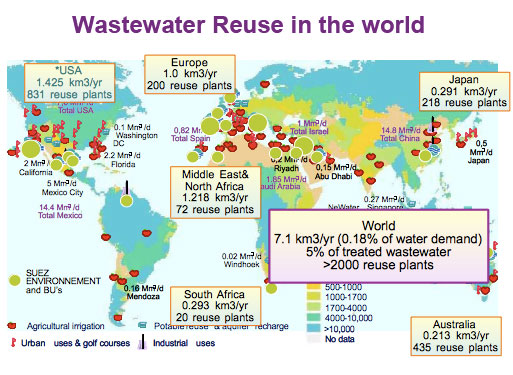 Wastewater Reuse in the world
*USA
1.425 km3/yr
831 reuse plants
Total USA
Europe
1.0 km3/yr
200 reuse plants
Japan
0.291 km3/yr
218 reuse plants
0.1 Mm³/d
Washington
DC
2.2 Mm³/d
Florida
2 Mm³/
California
5 Mm³/d
Mexico City
14.4 Mm³/d
Total Mexico
0,82 Mm³/d
Total Spain
1 Mm³/d
Total Israel
14.8 Mm³/d
Total China
0,5
Mm³/d
Japan
0,2 Mm³/d
Riyadh
0,15 Mm³/d
Abu Dhabi
1.85 Mm³/d
audi Arabia
0.27 Mm³/d
NeWater Singapore
Middle East&
North Africa
1.218 km3/yr
72 reuse plants
World
7.1 km3/yr (0.18% of water demand)
5% of treated wastewater
>2000 reuse plants
0.02 Mm³/d
Windhoek
0.16 Mm³/d
Mendoza
South Africa
0.293 km3/yr
20 reuse plants
Australia
0.213 km3/yr
435 reuse plants
SUEZ
ENVIRONNEMENT
and BU's
500-1000
1000-1700
1700-4000
4000-10,000
>10,000
No data
Agricultural irrigation
Potable reuse & aquifer recharge
Urban uses & golf courses
Industrial uses